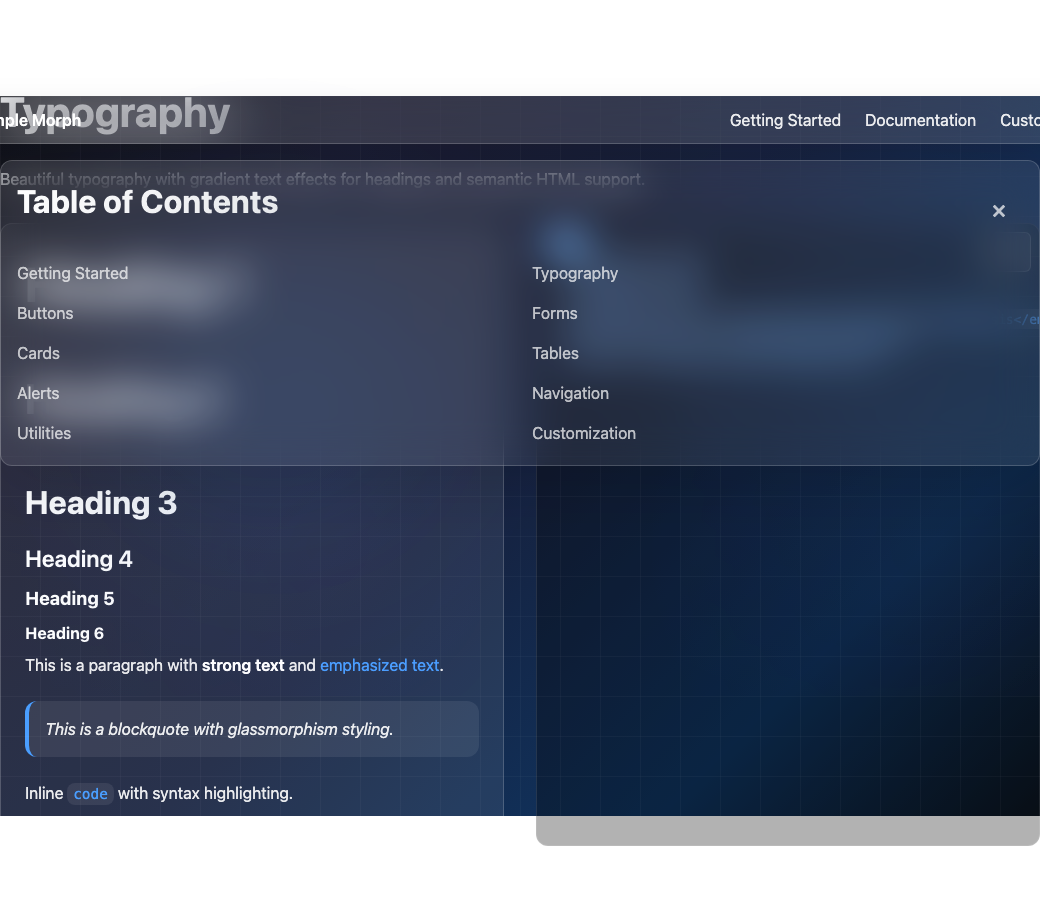 Typography
mple Morph
Getting Started
Documentation
Custo
Beautiful typography with gradient text effects for headings and semantic HTML support.
Table of Contents
×
Getting Started
Typography
Buttons
Forms
</em
Cards
Tables
Alerts
Navigation
Utilities
Customization
Heading 3
Heading 4
Heading 5
Heading 6
This is a paragraph with strong text and emphasized text.
This is a blockquote with glassmorphism styling.
Inline code with syntax highlighting.